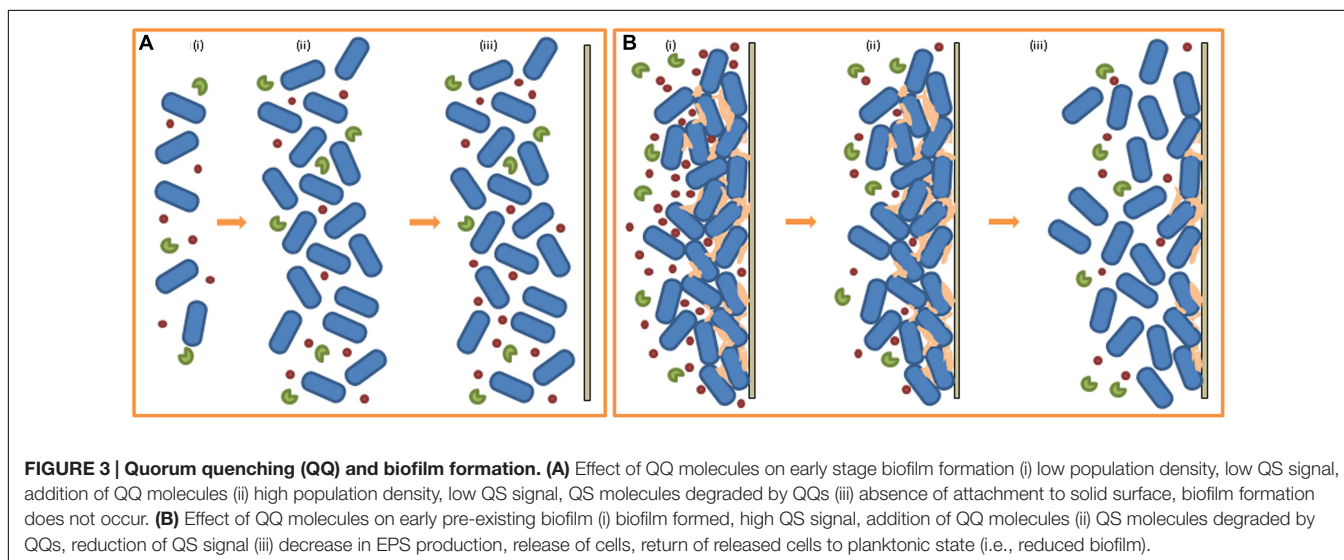 A (i) (ii) (iii) B (i) (ii) (iii)
FIGURE 3 | Quorum quenching (QQ) and biofilm formation. (A) Effect of QQ molecules on early stage biofilm formation (i) low population density, low QS signal,
addition of QQ molecules (ii) high population density, low QS signal, QS molecules degraded by QQs (iii) absence of attachment to solid surface, biofilm formation
does not occur. (B) Effect of QQ molecules on early pre-existing biofilm (i) biofilm formed, high QS signal, addition of QQ molecules (ii) QS molecules degraded by
QQs, reduction of QS signal (iii) decrease in EPS production, release of cells, return of released cells to planktonic state (i.e., reduced biofilm).